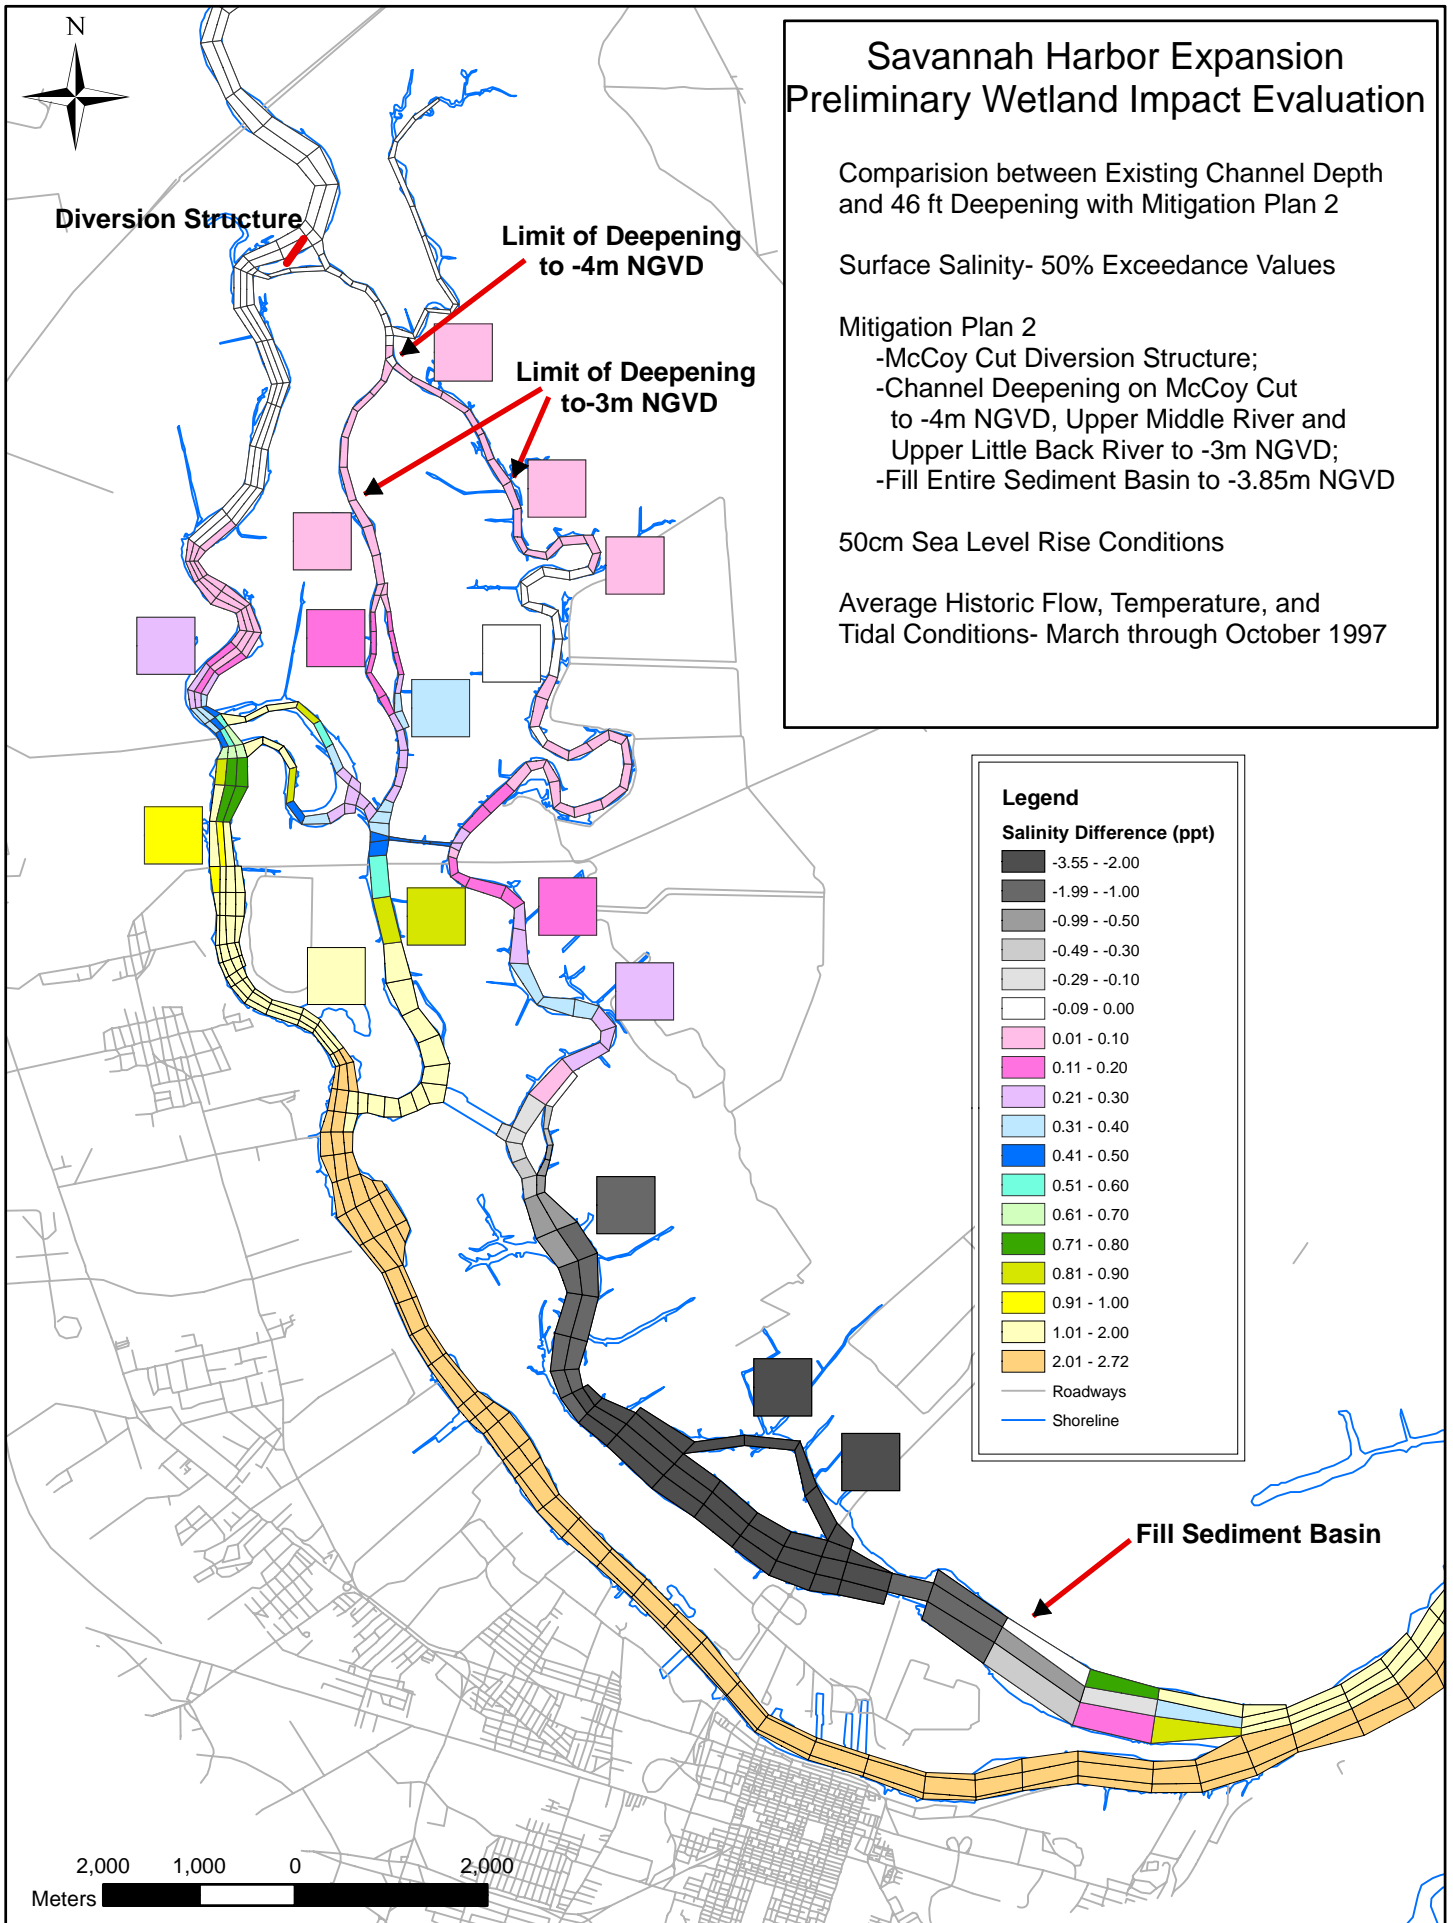 N
Savannah Harbor Expansion
Preliminary Wetland Impact Evaluation
Comparision between Existing Channel Depth
and 46 ft Deepening with Mitigation Plan 2
Surface Salinity- 50% Exceedance Values
Mitigation Plan 2
-McCoy Cut Diversion Structure;
-Channel Deepening on McCoy Cut
to -4m NGVD, Upper Middle River and
Upper Little Back River to -3m NGVD;
-Fill Entire Sediment Basin to -3.85m NGVD
50cm Sea Level Rise Conditions
Average Historic Flow, Temperature, and
Tidal Conditions- March through October 1997
Diversion Structure
Limit of Deepening
to -4m NGVD
Limit of Deepening
to-3m NGVD
Legend
Salinity Difference (ppt)
-3.55 - -2.00
-1.99 - -1.00
-0.99 - -0.50
-0.49 - -0.30
-0.29 - -0.10
-0.09 - 0.00
0.01 - 0.10
0.11 - 0.20
0.21 - 0.30
0.31 - 0.40
0.41 - 0.50
0.51 - 0.60
0.61 - 0.70
0.71 - 0.80
0.81 - 0.90
0.91 - 1.00
1.01 - 2.00
2.01 - 2.72
Roadways
Shoreline
Fill Sediment Basin
2,000 1,000 0 2,000
Meters